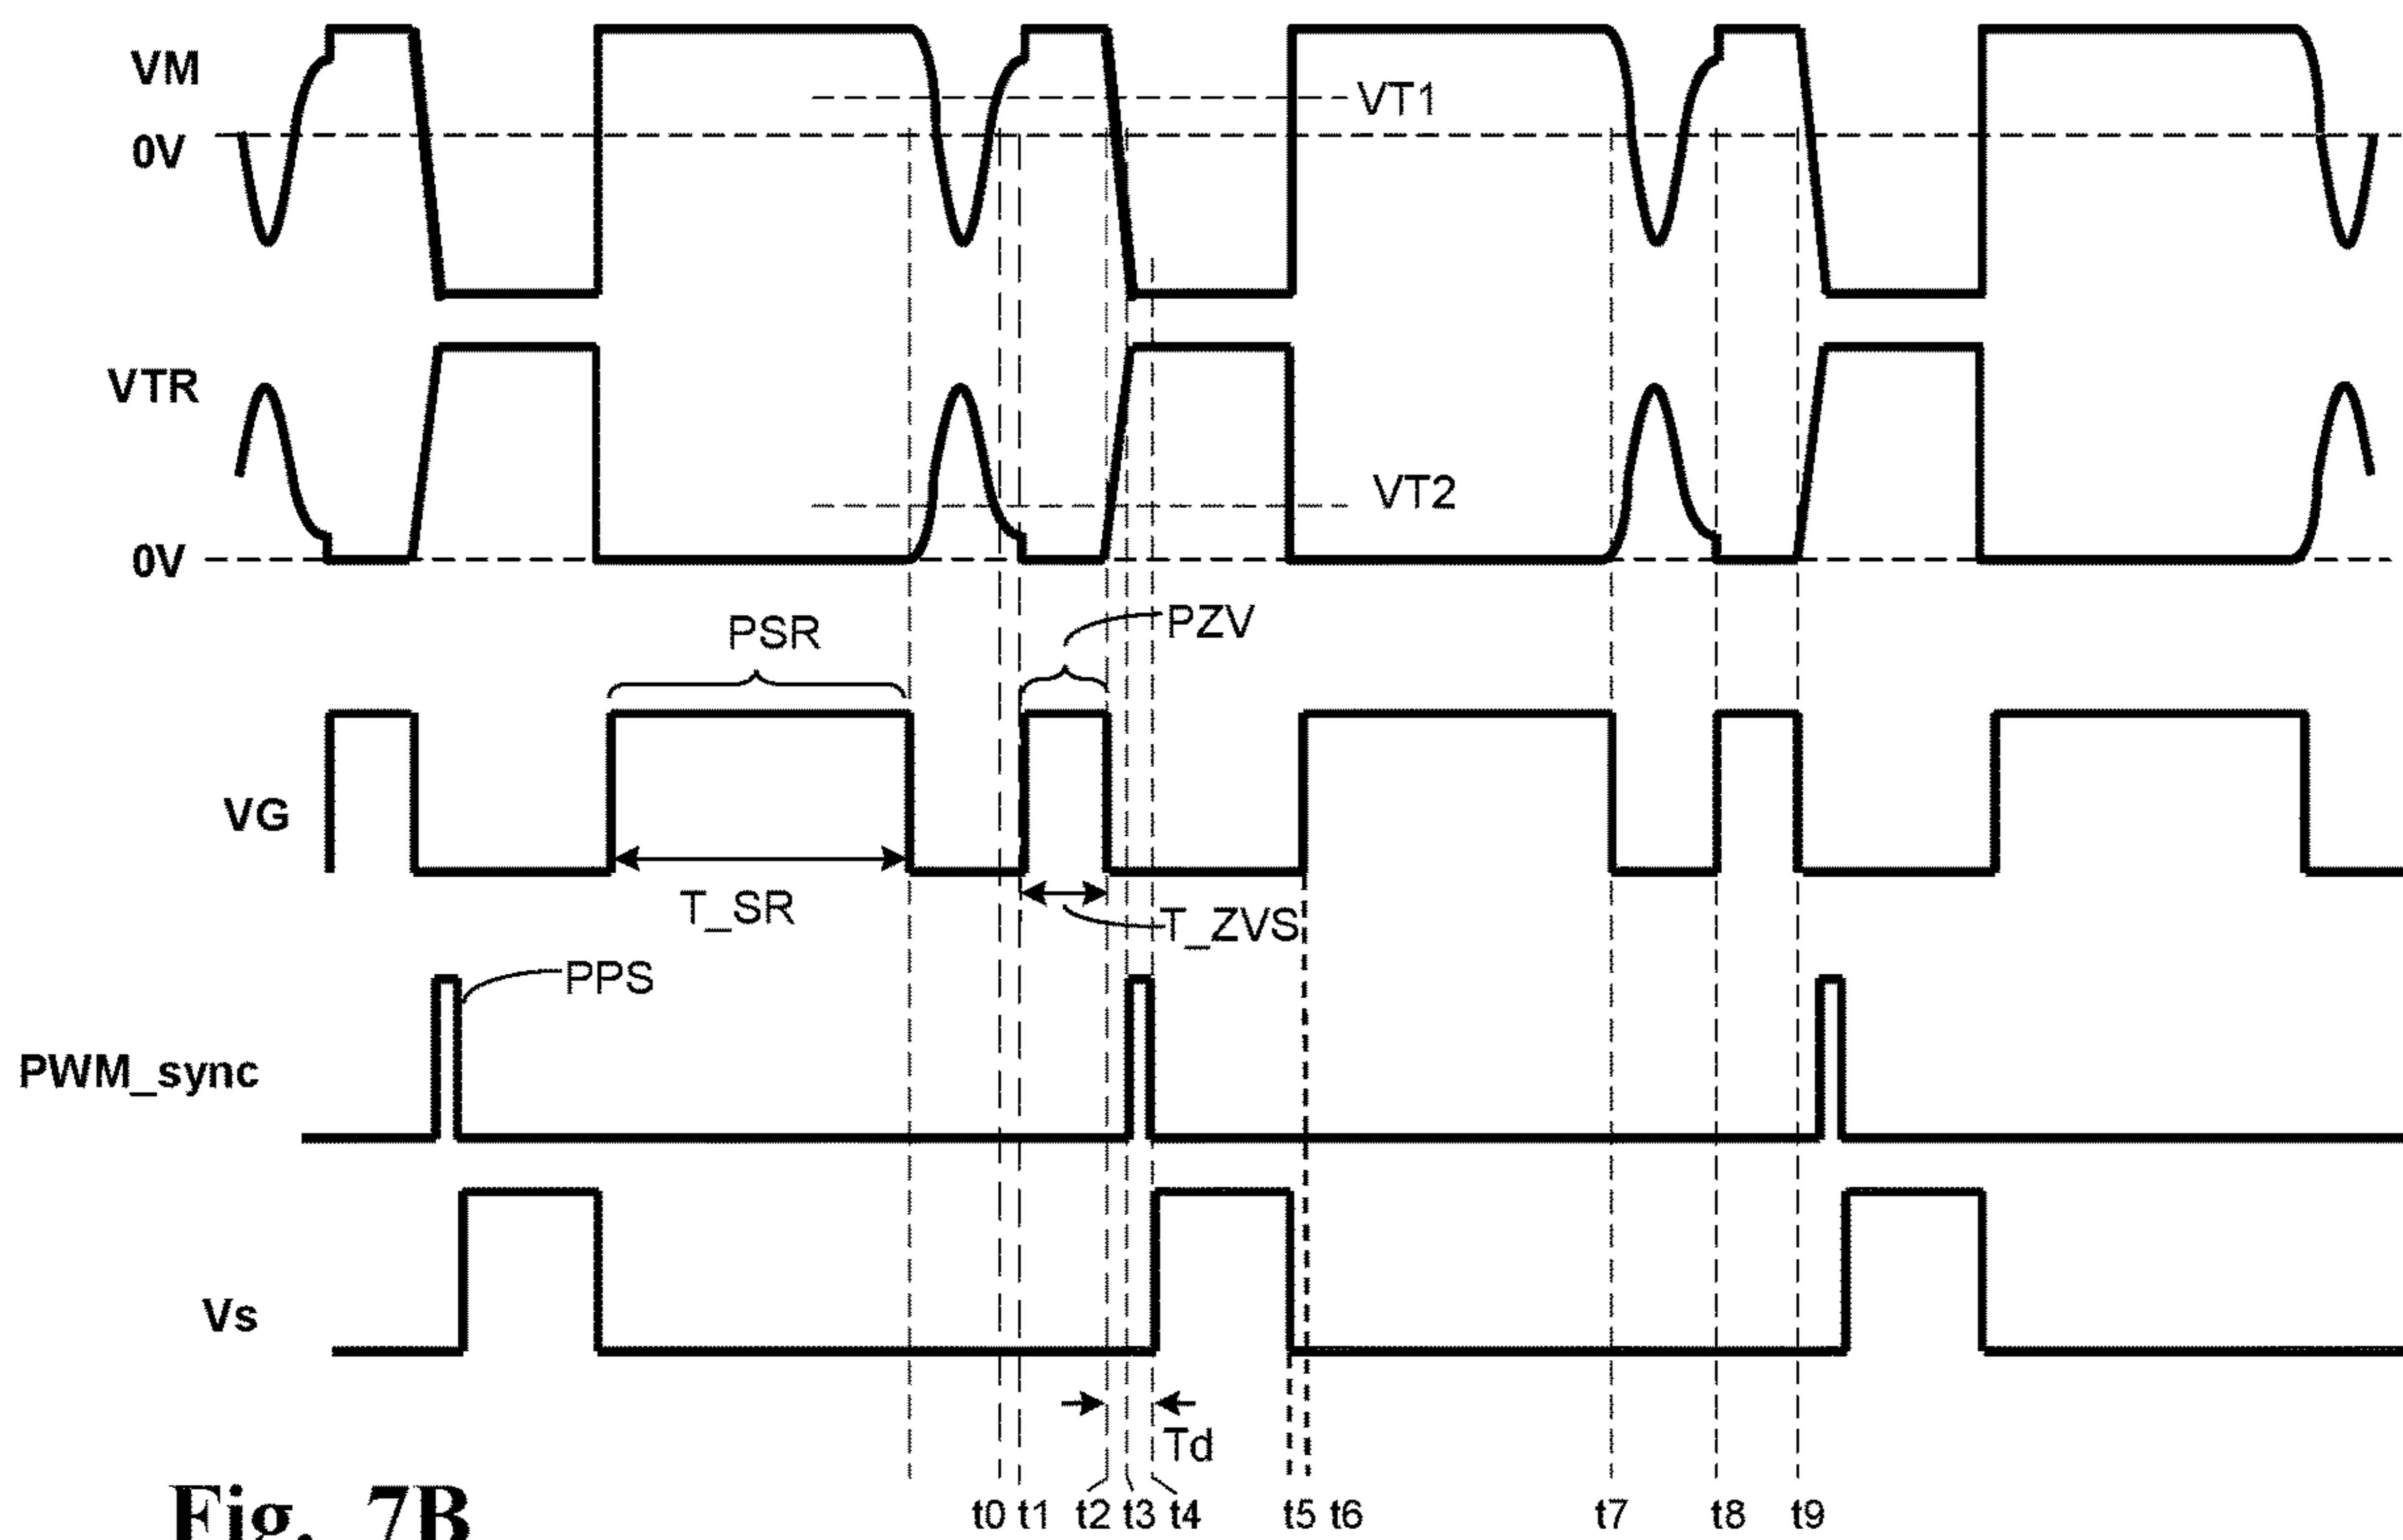 VM
VT1
0V
VTR
VT2
0V
PSR
PZV
VG
T_SR
T_ZVS
PPS
PWM_sync
Vs
Td
t0 t1 t2 t3 t4 t5 t6 t7 t8 t9
Fig. 7B